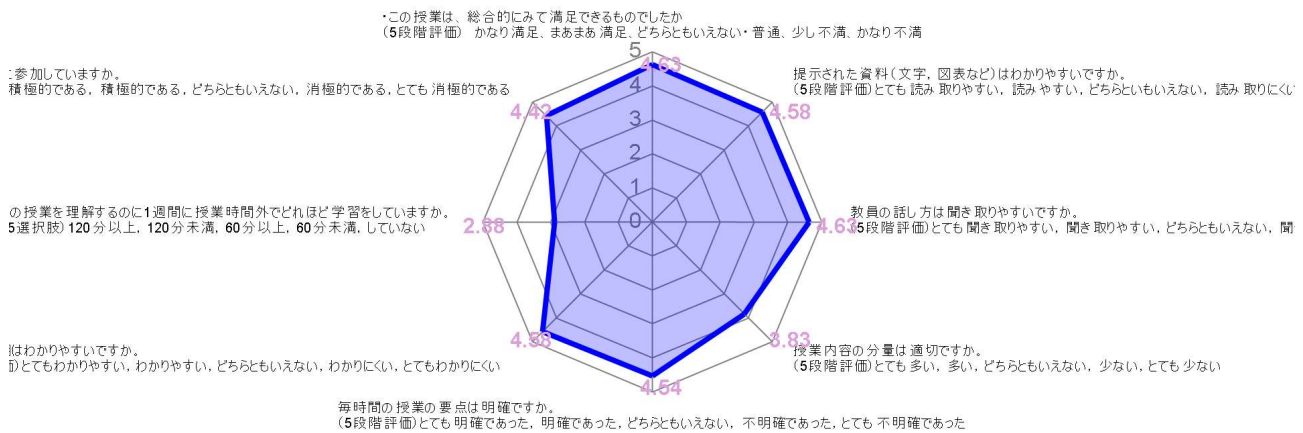 ・この授業は、総合的にみて満足できるものでしたか
(5段階評価) かなり満足、まあまあ満足、どちらともいえない・普通、少し不満、かなり不満
5
4.63
に参加していますか。
積極的である, 積極的である, どちらともいえない, 消極的である, とても消極的である
4.42
提示された資料(文字, 図表など)はわかりやすいですか。
(5段階評価)とても読み取りやすい, 読みやすい, どちらといもいえない, 読み取りにくい
4.58
4
3
2
1
0
の授業を理解するのに1週間に授業時間外でどれほど学習をしていますか。
5選択肢) 120分以上, 120分未満, 60分以上, 60分未満, していない
2.88
教員の話し方は聞き取りやすいですか。
(5段階評価)とても聞き取りやすい, 聞き取りやすい, どちらともいえない, 聞
4.63
はわかりやすいですか。
)とてもわかりやすい, わかりやすい, どちらともいえない, わかりにくい, とてもわかりにくい
4.58
3.83
授業内容の分量は適切ですか。
(5段階評価)とても多い, 多い, どちらともいえない, 少ない, とても少ない
4.54
毎時間の授業の要点は明確ですか。
(5段階評価)とても明確であった, 明確であった, どちらともいえない, 不明確であった, とても不明確であった